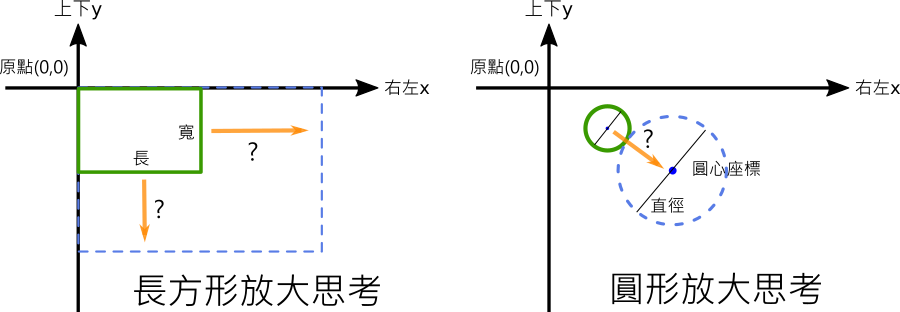 上下y
原點(0,0)
右左x
寬
?
長
?
長方形放大思考
上下y
原點(0,0)
右左x
?
圓心座標
直徑
圓形放大思考